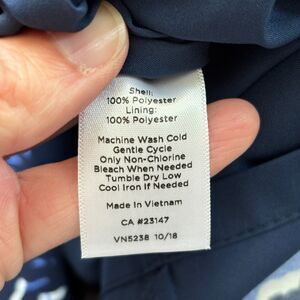 Shell:
100% Polyester
Lining:
100% Polyester
Machine Wash Cold
Gentle Cycle
Only Non-Chlorine
Bleach When Needed
Tumble Dry Low
Cool Iron If Needed
Made In Vietnam
CA #23147
VN5238 10/18